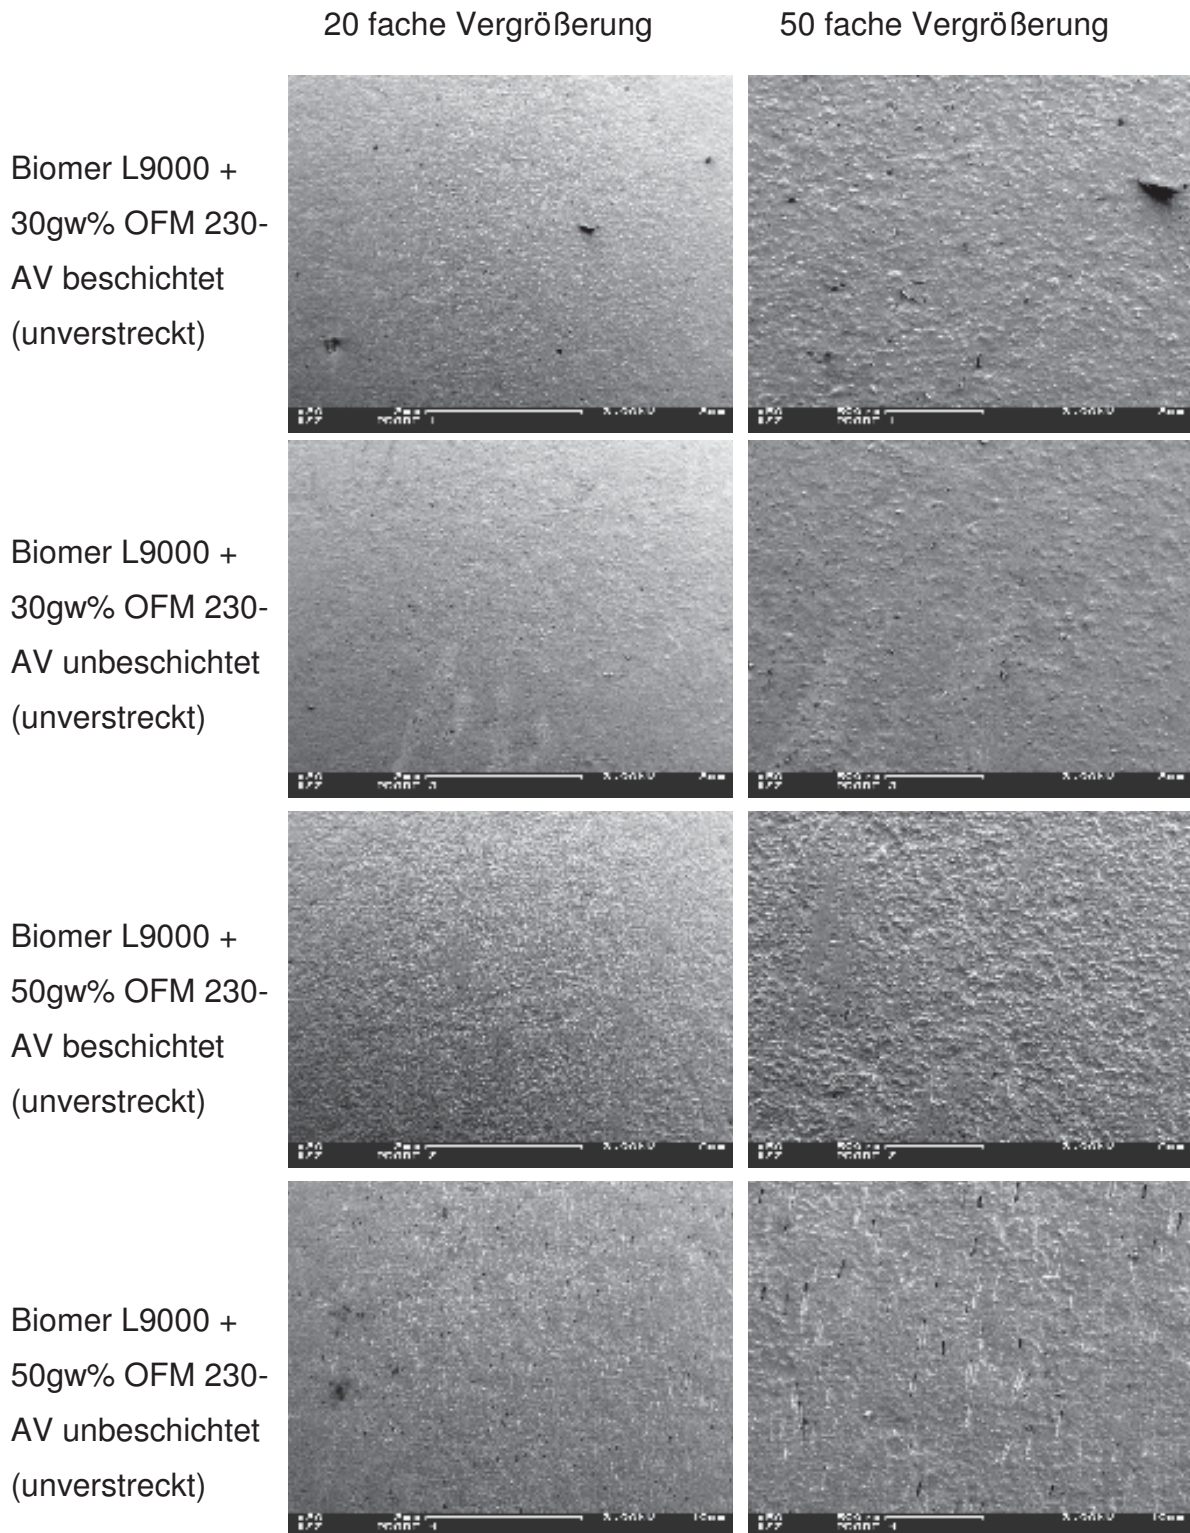 20 fache Vergrößerung
50 fache Vergrößerung
Biomer L9000 +
30gw% OFM 230-
AV beschichtet
(unverstreckt)
Biomer L9000 +
30gw% OFM 230-
AV unbeschichtet
(unverstreckt)
Biomer L9000 +
50gw% OFM 230-
AV beschichtet
(unverstreckt)
Biomer L9000 +
50gw% OFM 230-
AV unbeschichtet
(unverstreckt)